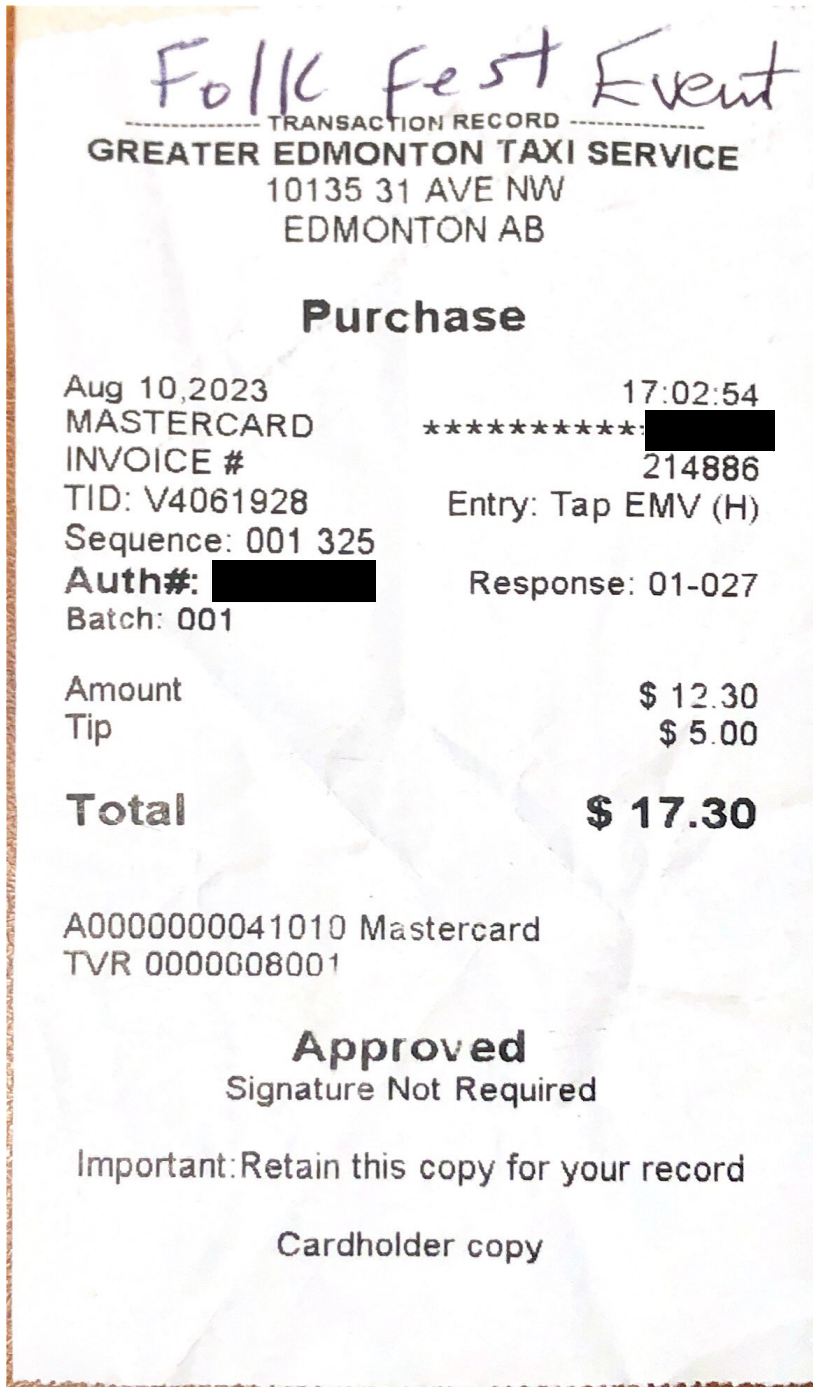 Folk Fest Event
--------------- TRANSACTION RECORD ---------------
GREATER EDMONTON TAXI SERVICE
10135 31 AVE NW
EDMONTON AB
Purchase
Aug 10,2023 17:02:54
MASTERCARD ***********
INVOICE # 214886
TID: V4061928 Entry: Tap EMV (H)
Sequence: 001 325
Auth#: Response: 01-027
Batch: 001
Amount $ 12.30
Tip $ 5.00
Total $ 17.30
A0000000041010 Mastercard
TVR 0000008001
Approved
Signature Not Required
Important:Retain this copy for your record
Cardholder copy